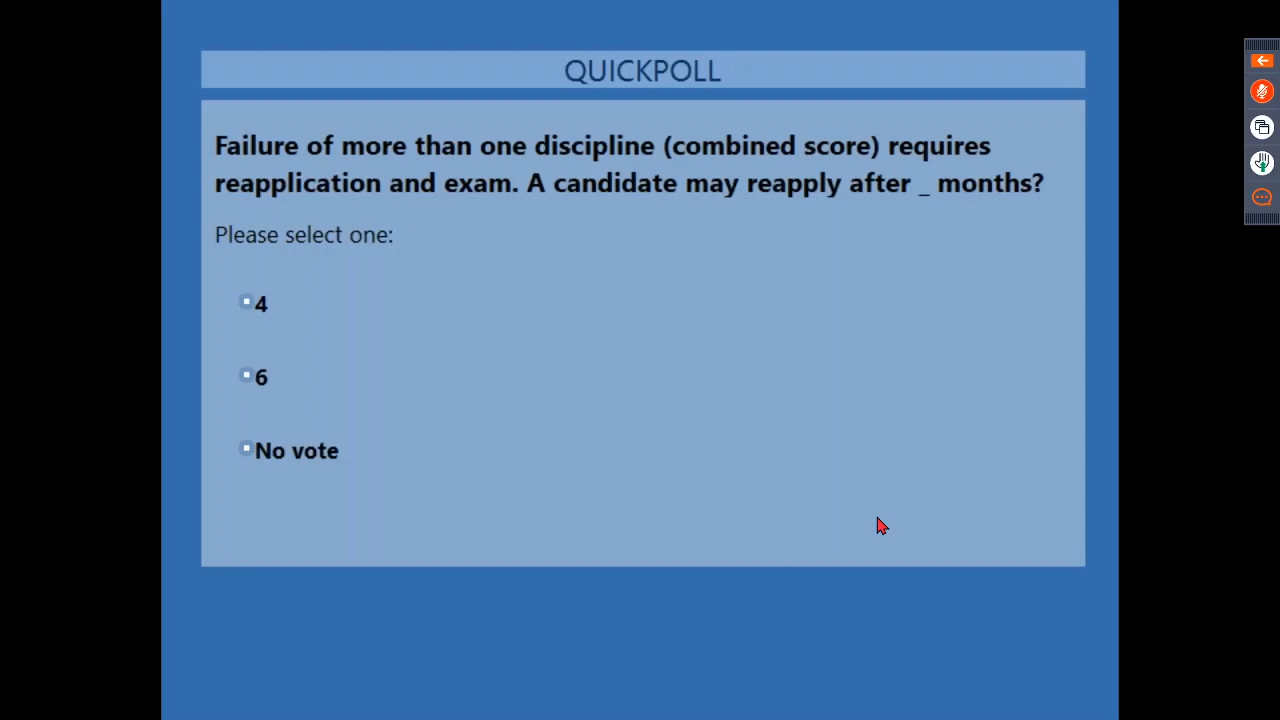 QUICKPOLL
Failure of more than one discipline (combined score) requires
reapplication and exam. A candidate may reapply after _ months?
Please select one:
4
6
No vote